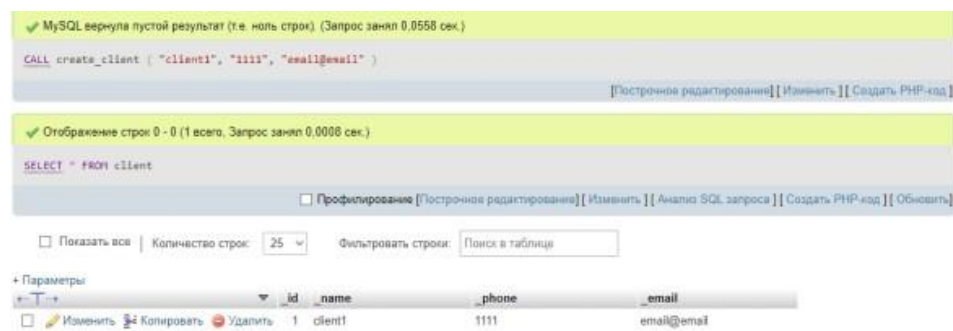 MySQL вернула пустой результат (т.е. ноль строк). (Запрос занял 0,0558 сек.)
CALL create_client ( "client1", "1111", "email@email" )
[Построчное редактирование] [ Изменить ] [ Создать PHP-код ]
Отображение строк 0 - 0 (1 всего, Запрос занял 0,0008 сек.)
SELECT * FROM client
Профилирование [Построчное редактирование] [ Изменить ] [ Анализ SQL запроса ] [ Создать PHP-код ] [ Обновить]
Показать все | Количество строк: 25 Фильтровать строки: Поиск в таблице
+ Параметры
←T→ ▼ _id _name _phone _email
Изменить Копировать Удалить 1 client1 1111 email@email